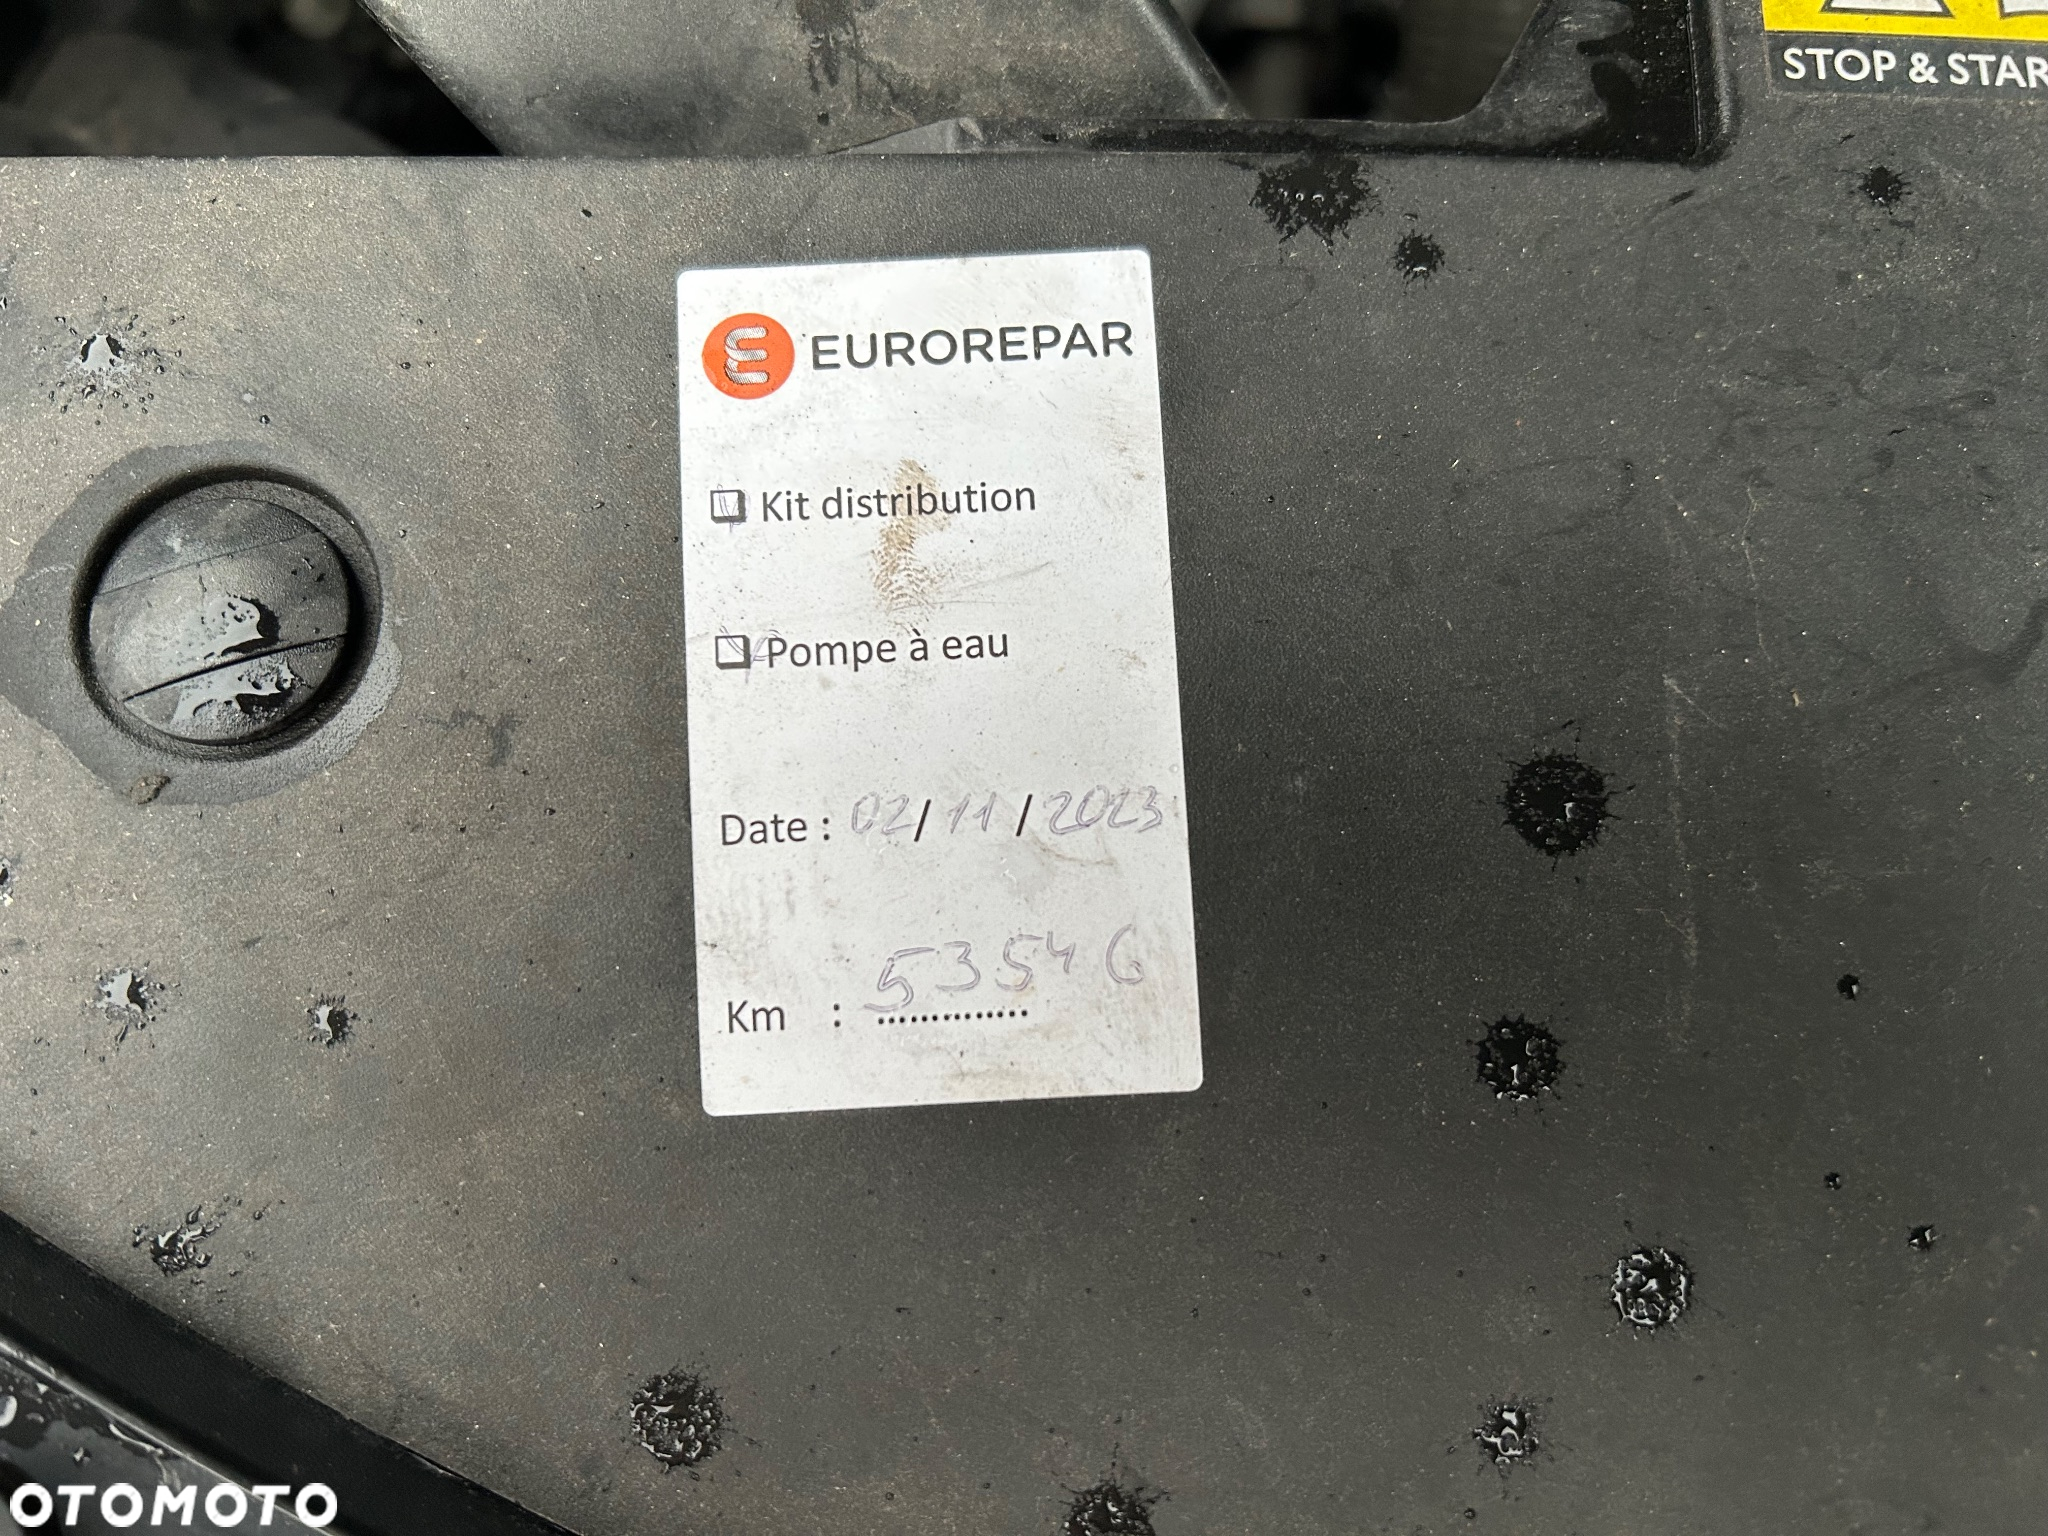 STOP & STAR
EUROREPAR
Kit distribution
Pompe à eau
Date : 02/11/2023
Km : 53546
OTOMOTO